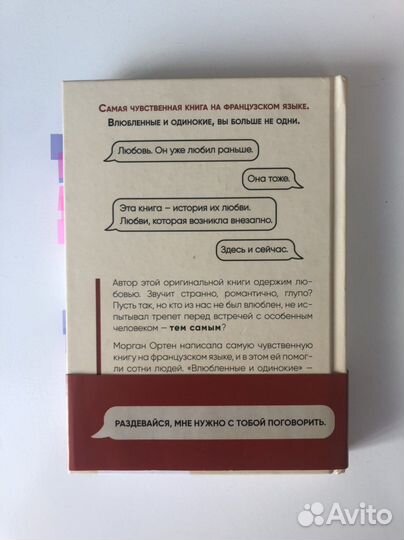 Самая чувственная книга на французском языке.
Влюбленные и одинокие, вы больше не одни.
Любовь. Он уже любил раньше.
Она тоже.
Эта книга – история их любви.
Любви, которая возникла внезапно.
Здесь и сейчас.
Автор этой оригинальной книги одержим лю-
бовью. Звучит странно, романтично, глупо?
Пусть так, но кто из нас не был влюблен, не ис-
пытывал трепет перед встречей с особенным
человеком – тем самым?
Морган Ортен написала самую чувственную
книгу на французском языке, и в этом ей помог-
ли сотни людей. «Влюбленные и одинокие» –
РАЗДЕВАЙСЯ, МНЕ НУЖНО С ТОБОЙ ПОГОВОРИТЬ.
Avito